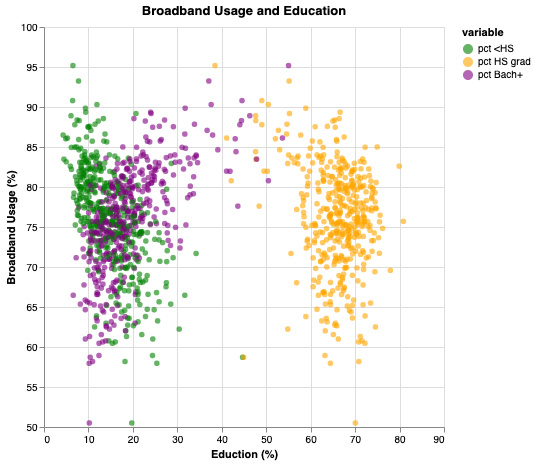 Broadband Usage and Education
variable
pct <HS
pct HS grad
pct Bach+
Broadband Usage (%)
100
95
90
85
80
75
70
65
60
55
50
0 10 20 30 40 50 60 70 80 90
Eduction (%)